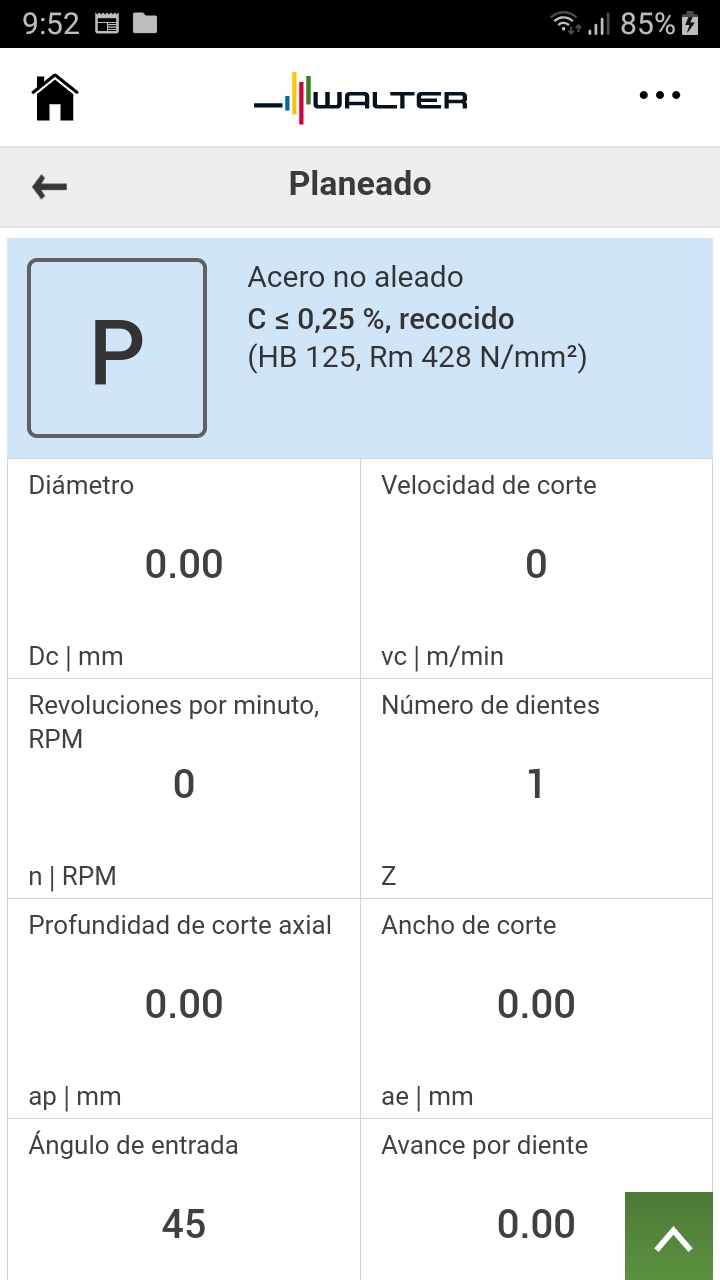 9:52 85%
WALTER
Planeado
P
Acero no aleado
C ≤ 0,25 %, recocido
(HB 125, Rm 428 N/mm²)
Diámetro
0.00
Dc | mm
Velocidad de corte
0
vc | m/min
Revoluciones por minuto,
RPM
0
n | RPM
Número de dientes
1
Z
Profundidad de corte axial
0.00
ap | mm
Ancho de corte
0.00
ae | mm
Ángulo de entrada
45
Avance por diente
0.00